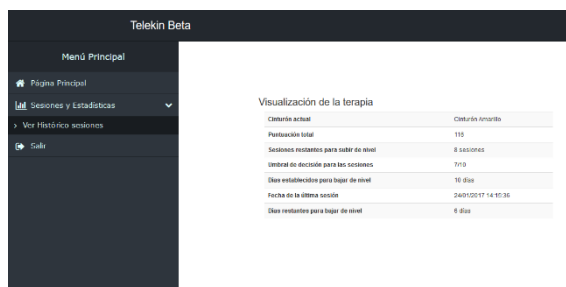 Telekin Beta
Menú Principal
Página Principal
Sesiones y Estadísticas
> Ver Histórico sesiones
Salir
Visualización de la terapia
Cinturón actual Cinturón Amarillo
Puntuación total 115
Sesiones restantes para subir de nivel 8 sesiones
Umbral de decisión para las sesiones 7/10
Días establecidos para bajar de nivel 10 días
Fecha de la última sesión 24/01/2017 14:10:35
Días restantes para bajar de nivel 6 días